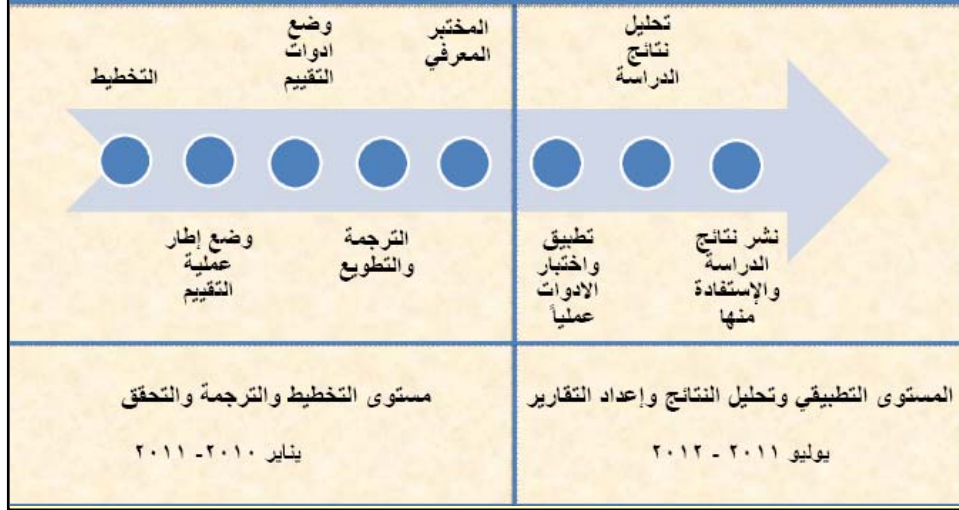 التخطيط
وضع إطار
عملية
التقييم
وضع
ادوات
التقييم
الترجمة
والتطويع
المختبر
المعرفي
تطبيق
واختبار
الادوات
عملياً
تحليل
نتائج
الدراسة
نشر نتائج
الدراسة
والإستفادة
منها
مستوى التخطيط والترجمة والتحقق
يناير ٢٠١٠- ٢٠١١
المستوى التطبيقي وتحليل النتائج وإعداد التقارير
يوليو ٢٠١١ - ٢٠١٢